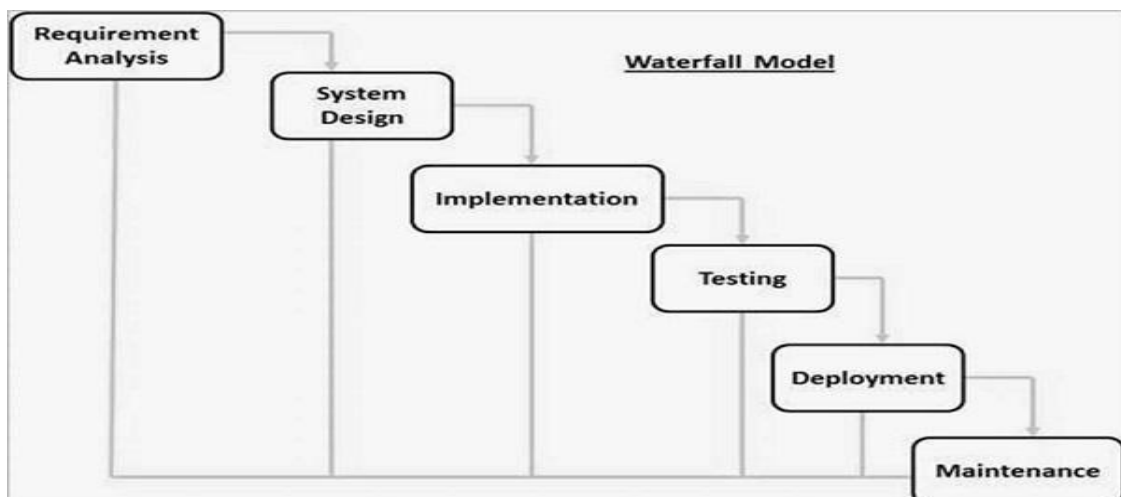 Requirement
Analysis
Waterfall Model
System
Design
Implementation
Testing
Deployment
Maintenance